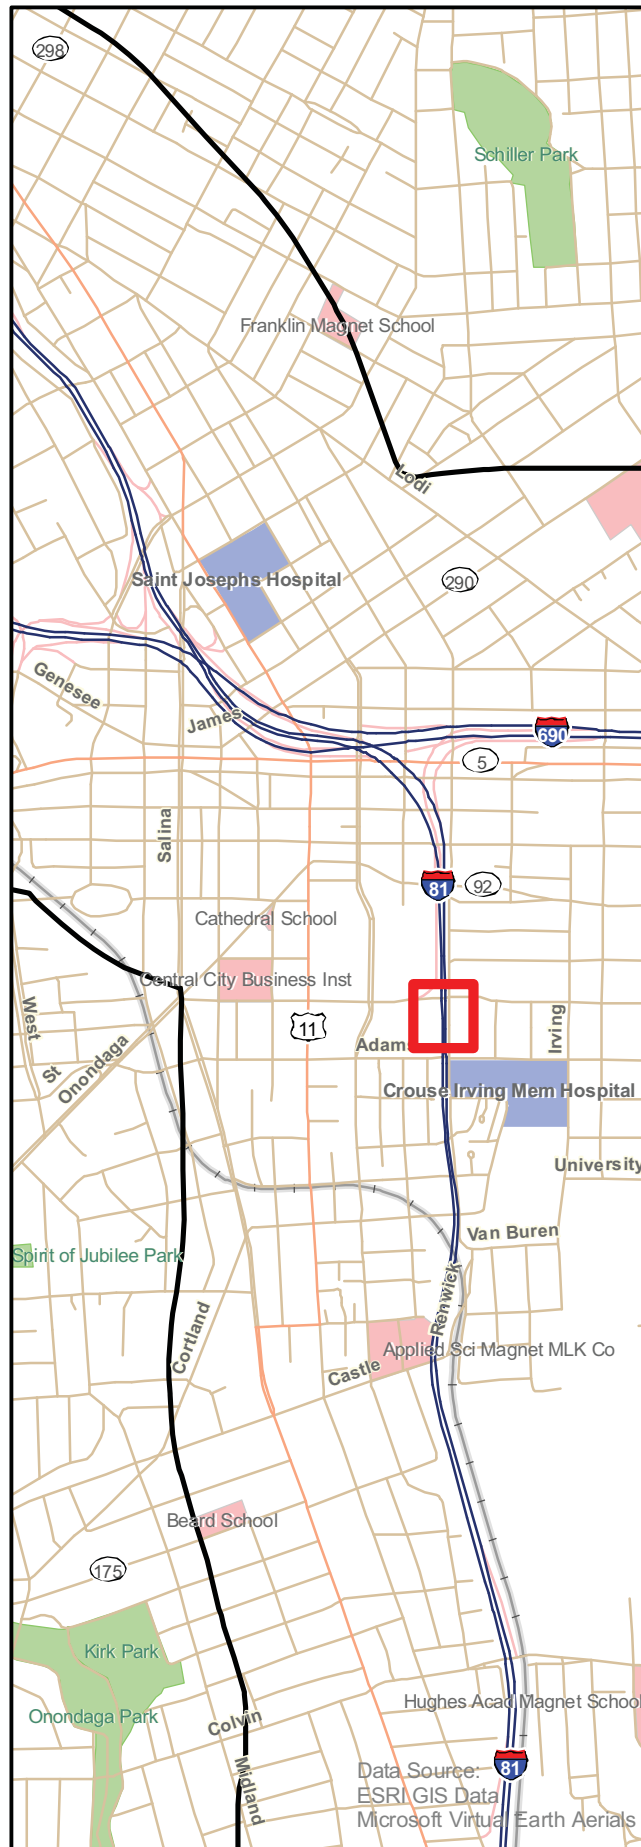 298
Schiller Park
Franklin Magnet School
Lodi
Saint Josephs Hospital
290
Genesee
James
690
5
Salina
81
92
Cathedral School
Central City Business Inst
West
11
Irving
Adams
St
Onondaga
Crouse Irving Mem Hospital
University
Van Buren
Spirit of Jubilee Park
Renwick
Cortland
Applied Sci Magnet MLK Co
Castle
Beard School
175
Kirk Park
Hughes Acad Magnet School
Onondaga Park
Colvin
Midland
81
Data Source:
ESRI GIS Data
Microsoft Virtual Earth Aerials